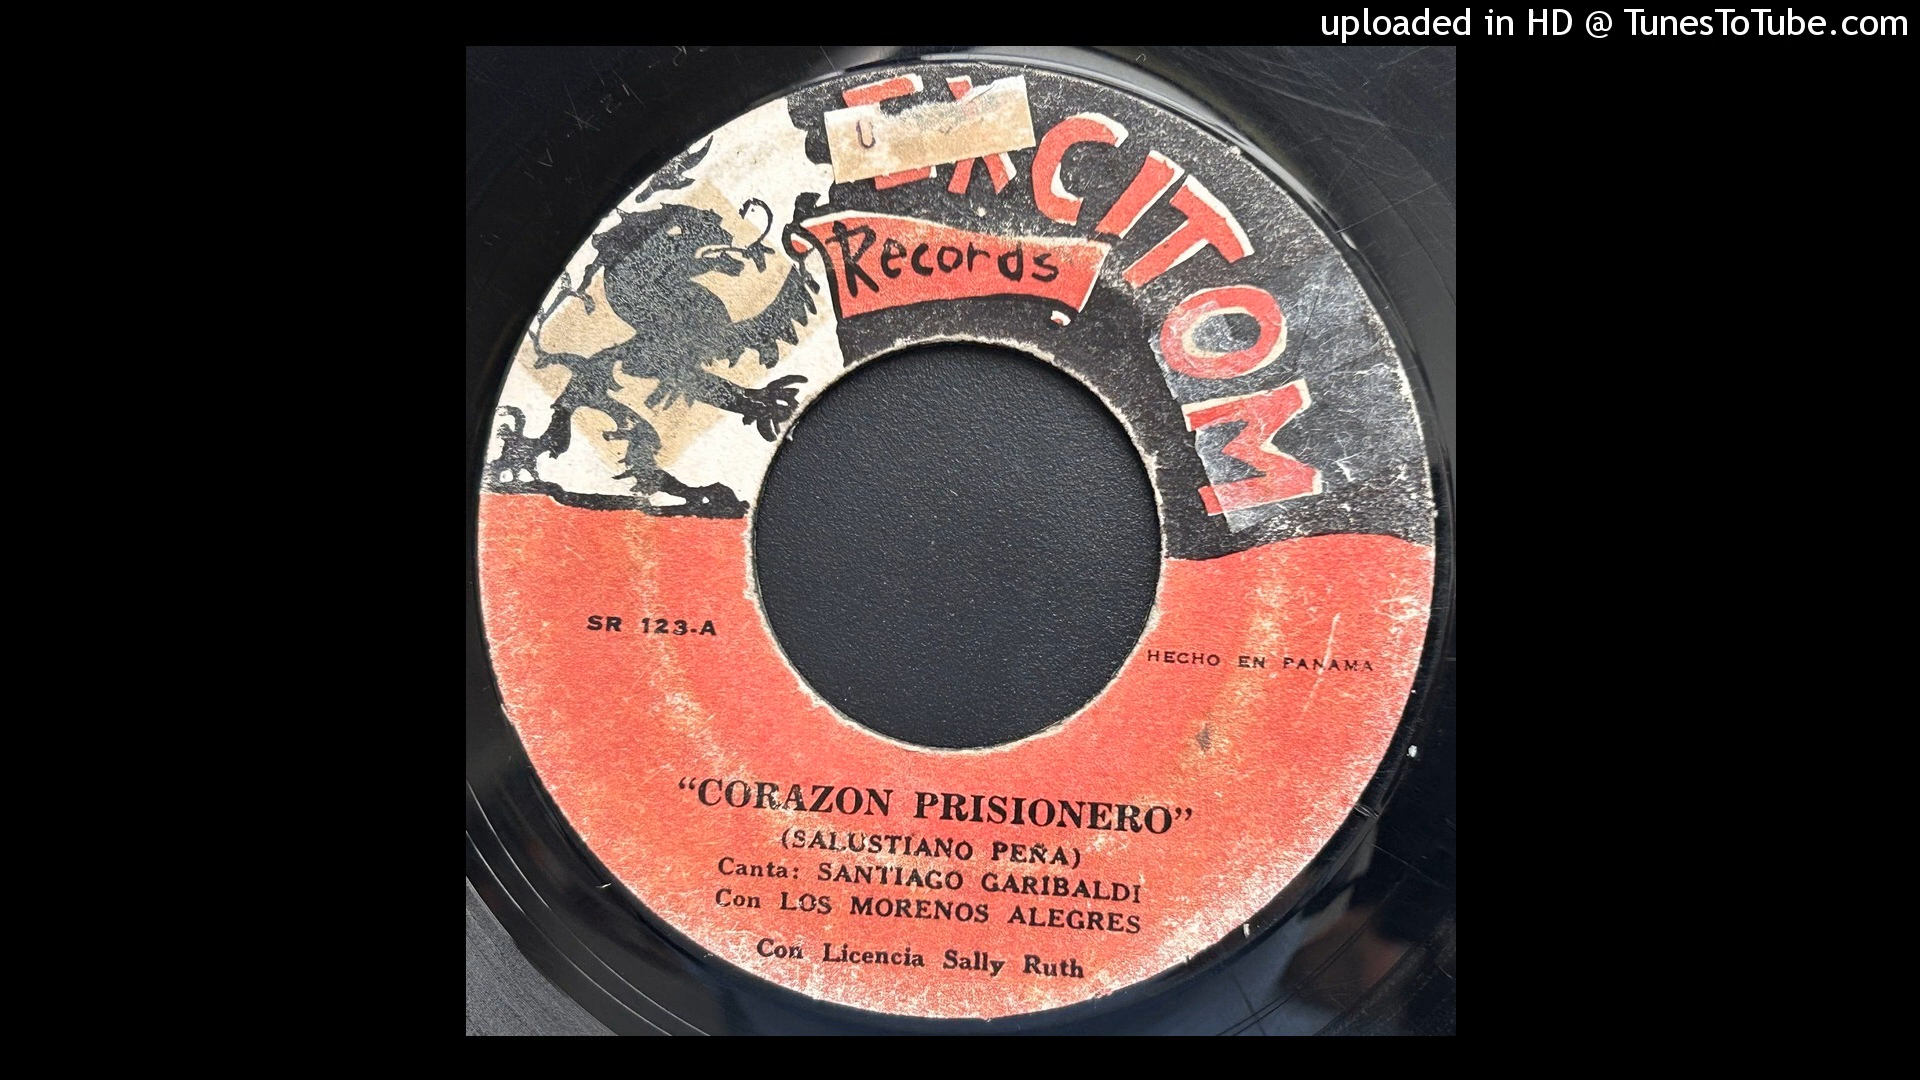 uploaded in HD @ TunesToTube.com
EXCITOM
Records
SR 123-A
HECHO EN PANAMA
“CORAZON PRISIONERO”
(SALUSTIANO PEÑA)
Canta: SANTIAGO GARIBALDI
Con LOS MORENOS ALEGRES
Con Licencia Sally Ruth